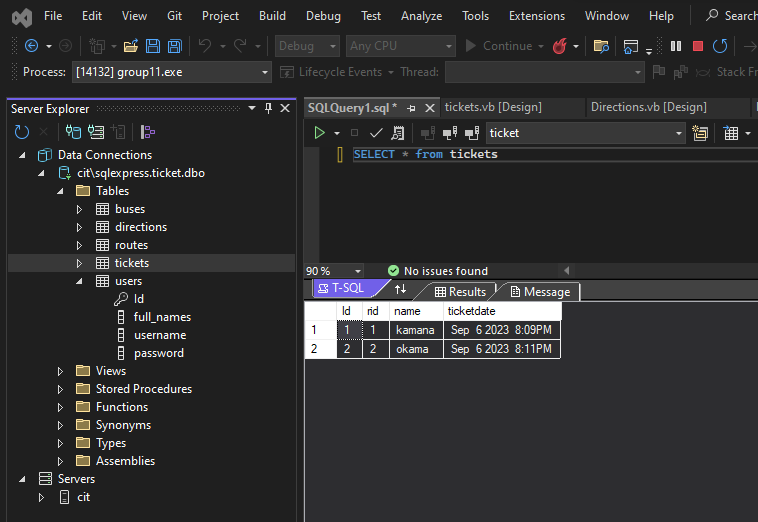 File Edit View Git Project Build Debug Test Analyze Tools Extensions Window Help Search
Debug Any CPU Continue
Process: [14132] group11.exe Lifecycle Events Thread: Stack Fr
Server Explorer
SQLQuery1.sql * tickets.vb [Design] Directions.vb [Design]
ticket
Data Connections
cit\sqlexpress.ticket.dbo
Tables
buses
directions
routes
tickets
users
Id
full_names
username
password
Views
Stored Procedures
Functions
Synonyms
Types
Assemblies
Servers
cit
SELECT * from tickets
90 % No issues found
T-SQL Results Message
Id rid name ticketdate
1 1 1 kamana Sep 6 2023 8:09PM
2 2 2 okama Sep 6 2023 8:11PM